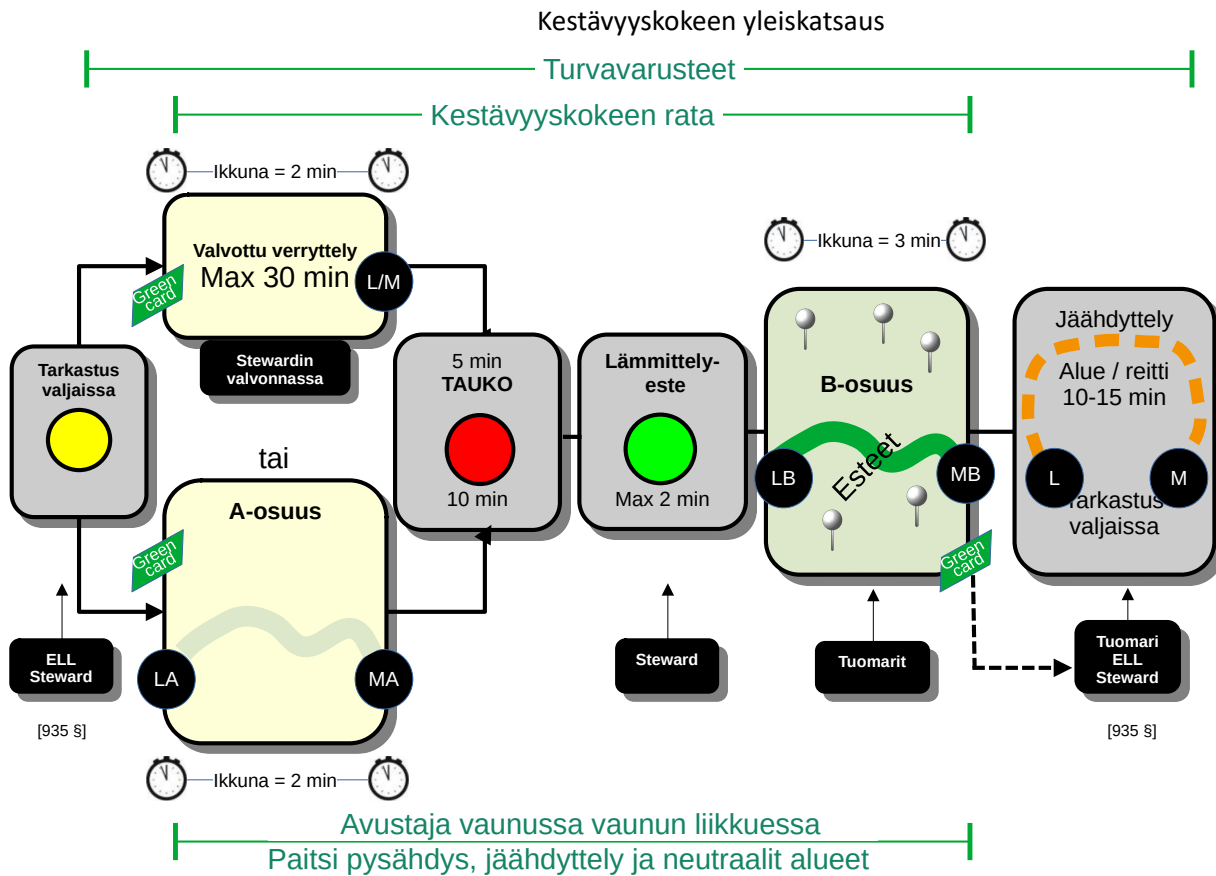 Kestävyyskokeen yleiskatsaus
Turvavarusteet
Kestävyyskokeen rata
Ikkuna = 2 min
Valvottu verryttely
Max 30 min
L/M
Green
card
Stewardin
valvonnassa
Tarkastus
valjaissa
tai
A-osuus
Green
card
LA
MA
Ikkuna = 2 min
ELL
Steward
[935 §]
5 min
TAUKO
10 min
Lämmittely-
este
Max 2 min
Steward
Ikkuna = 3 min
B-osuus
Esteet
LB
MB
Green
card
Tuomarit
Jäähdyttely
Alue / reitti
10-15 min
L
M
Tarkastus
valjaissa
Tuomari
ELL
Steward
[935 §]
Avustaja vaunussa vaunun liikkuessa
Paitsi pysähdys, jäähdyttely ja neutraalit alueet